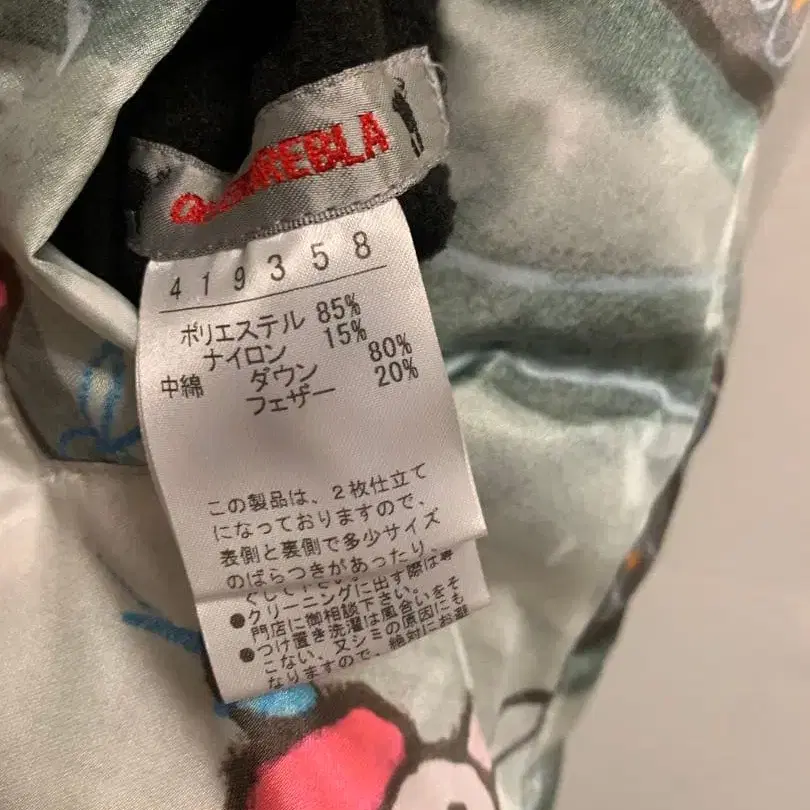 419358
ポリエステル 85%
ナイロン 15%
中綿 ダウン 80%
フェザー 20%
この製品は、2枚仕立て
になっておりますので、
表側と裏側で多少サイズ
のばらつきがあったり、
●クリーニングに出す際は専
門店に御相談下さい。
●つけ置き洗濯は風合いをそ
こない、又シミの原因にも
なりますので、絶対にお避